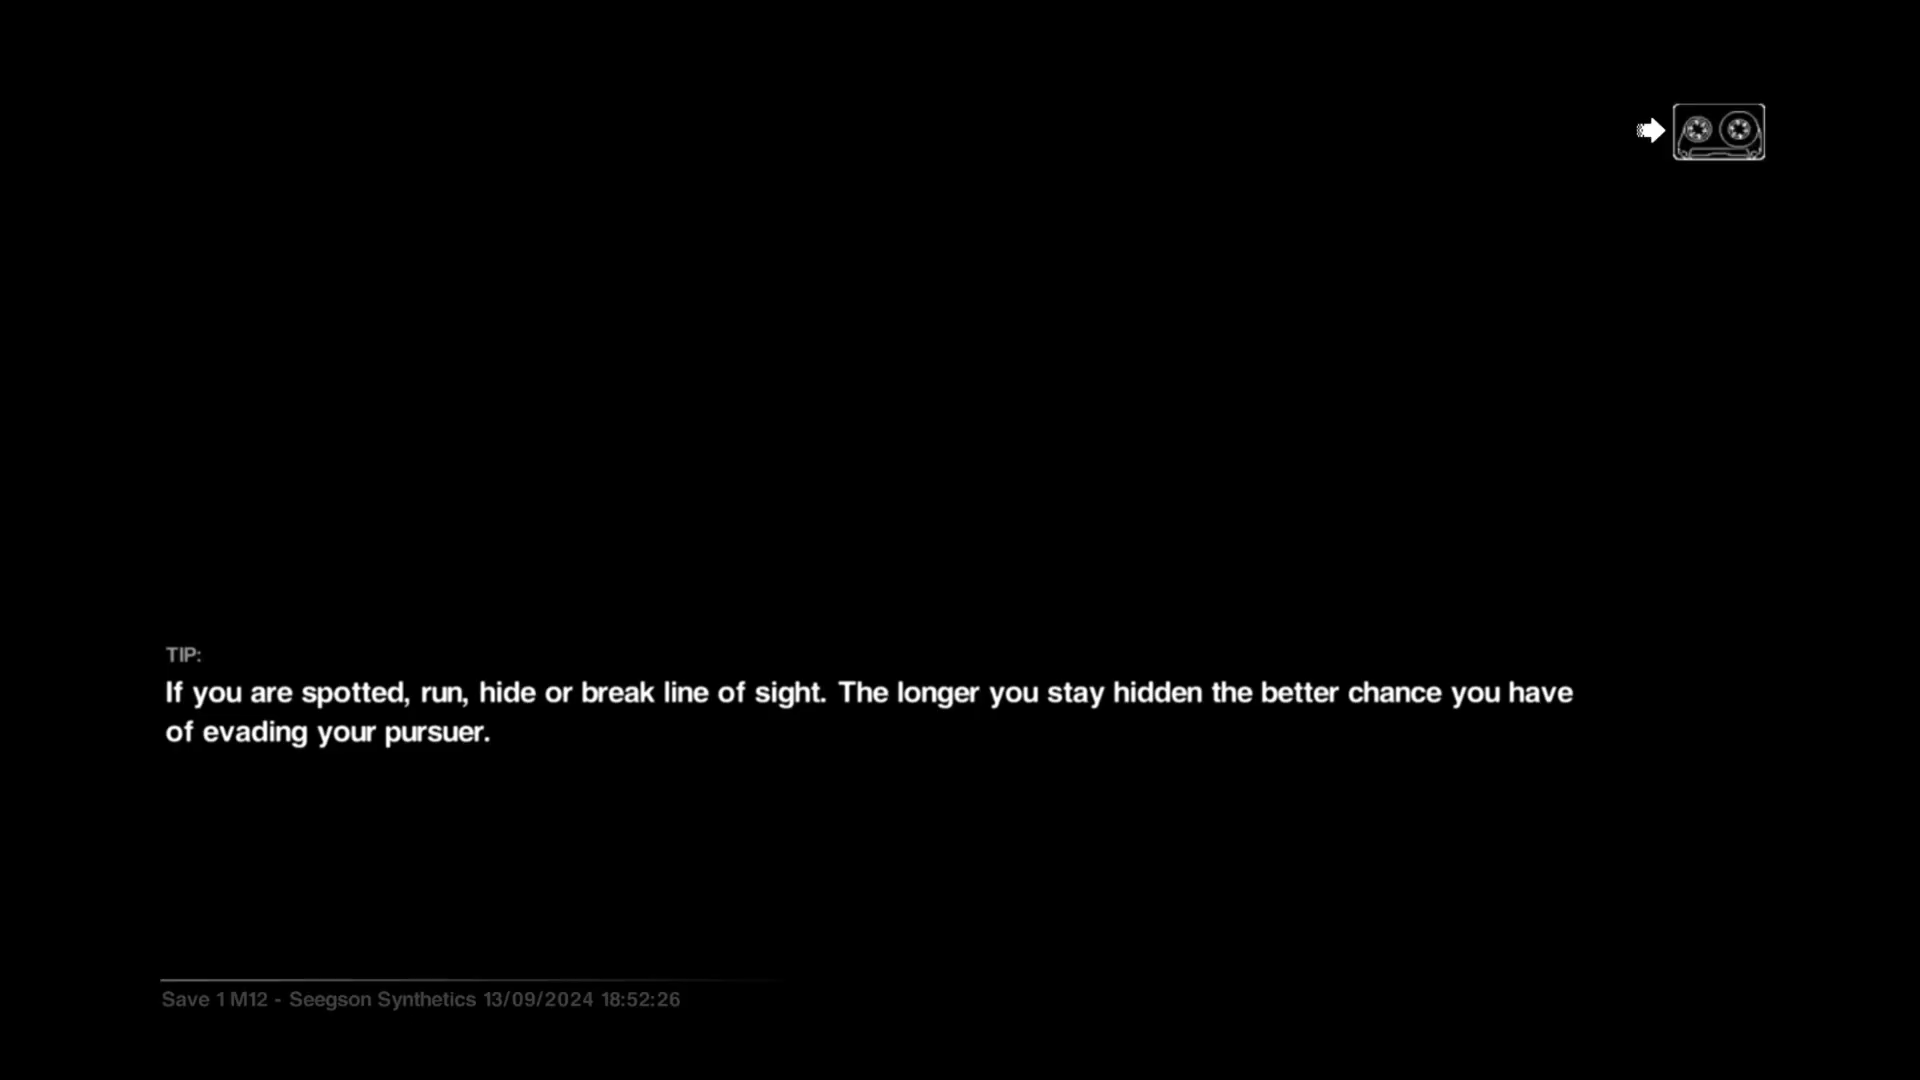 TIP:
If you are spotted, run, hide or break line of sight. The longer you stay hidden the better chance you have
of evading your pursuer.
Save 1 M12 - Seegson Synthetics 13/09/2024 18:52:26